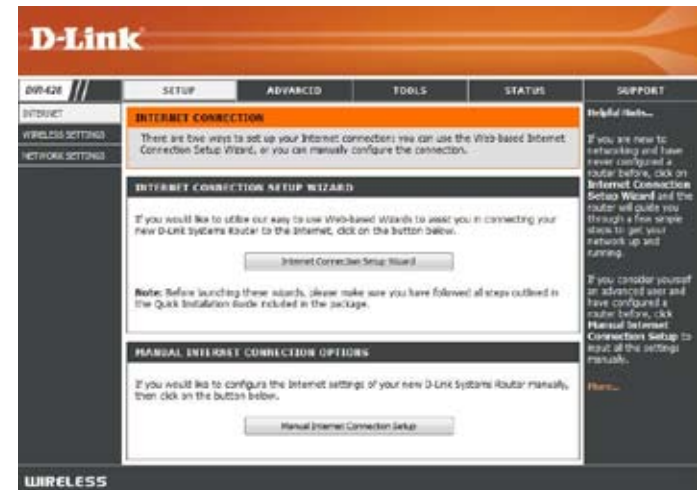 D-Link
DIR-628
SETUP
ADVANCED
TOOLS
STATUS
SUPPORT
INTERNET
WIRELESS SETTINGS
NETWORK SETTINGS
INTERNET CONNECTION
There are two ways to set up your Internet connection: you can use the Web-based Internet
Connection Setup Wizard, or you can manually configure the connection.
INTERNET CONNECTION SETUP WIZARD
If you would like to utilize our easy to use Web-based Wizards to assist you in connecting your
new D-Link Systems Router to the Internet, click on the button below.
Internet Connection Setup Wizard
Note: Before launching these wizards, please make sure you have followed all steps outlined in
the Quick Installation Guide included in the package.
MANUAL INTERNET CONNECTION OPTIONS
If you would like to configure the Internet settings of your new D-Link Systems Router manually,
then click on the button below.
Manual Internet Connection Setup
Helpful Hints...
If you are new to
networking and have
never configured a
router before, click on
Internet Connection
Setup Wizard and the
router will guide you
through a few simple
steps to get your
network up and
running.
If you consider yourself
an advanced user and
have configured a
router before, click
Manual Internet
Connection Setup to
input all the settings
manually.
More...
WIRELESS